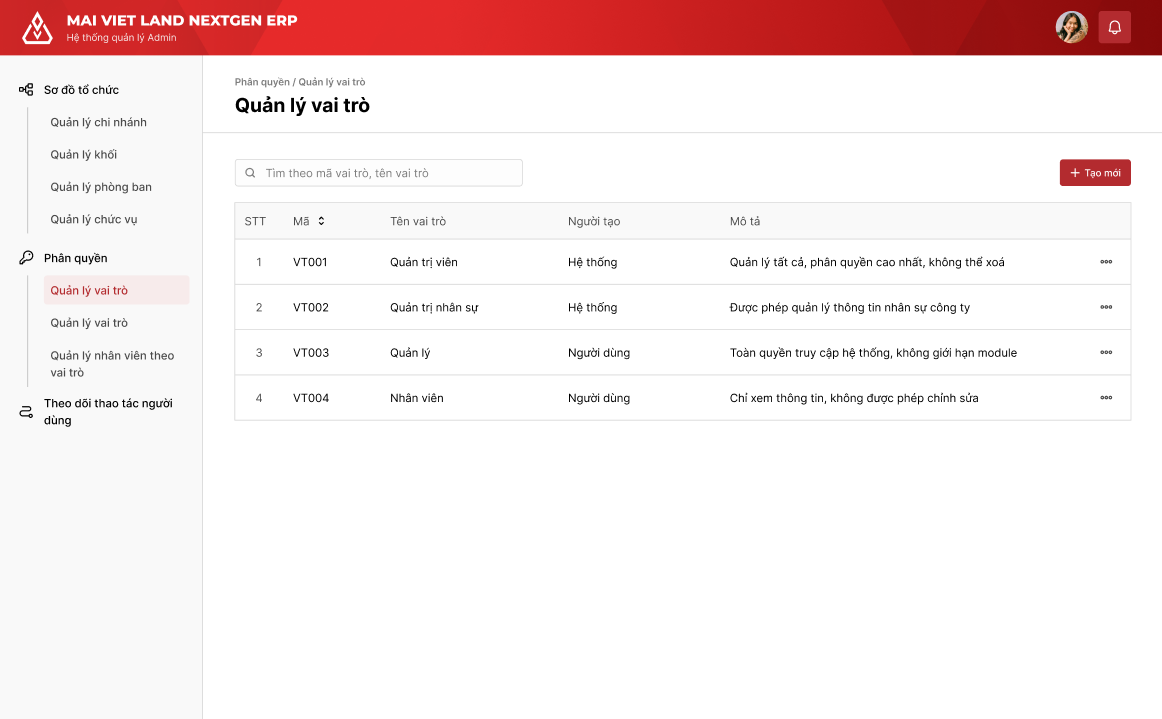 MAI VIET LAND NEXTGEN ERP
Hệ thống quản lý Admin
Sơ đồ tổ chức
Quản lý chi nhánh
Quản lý khối
Quản lý phòng ban
Quản lý chức vụ
Phân quyền
Quản lý vai trò
Quản lý vai trò
Quản lý nhân viên theo
vai trò
Theo dõi thao tác người
dùng
Phân quyền / Quản lý vai trò
Quản lý vai trò
Tìm theo mã vai trò, tên vai trò
Tạo mới
STT Mã Tên vai trò Người tạo Mô tả
1 VT001 Quản trị viên Hệ thống Quản lý tất cả, phân quyền cao nhất, không thể xoá
2 VT002 Quản trị nhân sự Hệ thống Được phép quản lý thông tin nhân sự công ty
3 VT003 Quản lý Người dùng Toàn quyền truy cập hệ thống, không giới hạn module
4 VT004 Nhân viên Người dùng Chỉ xem thông tin, không được phép chỉnh sửa